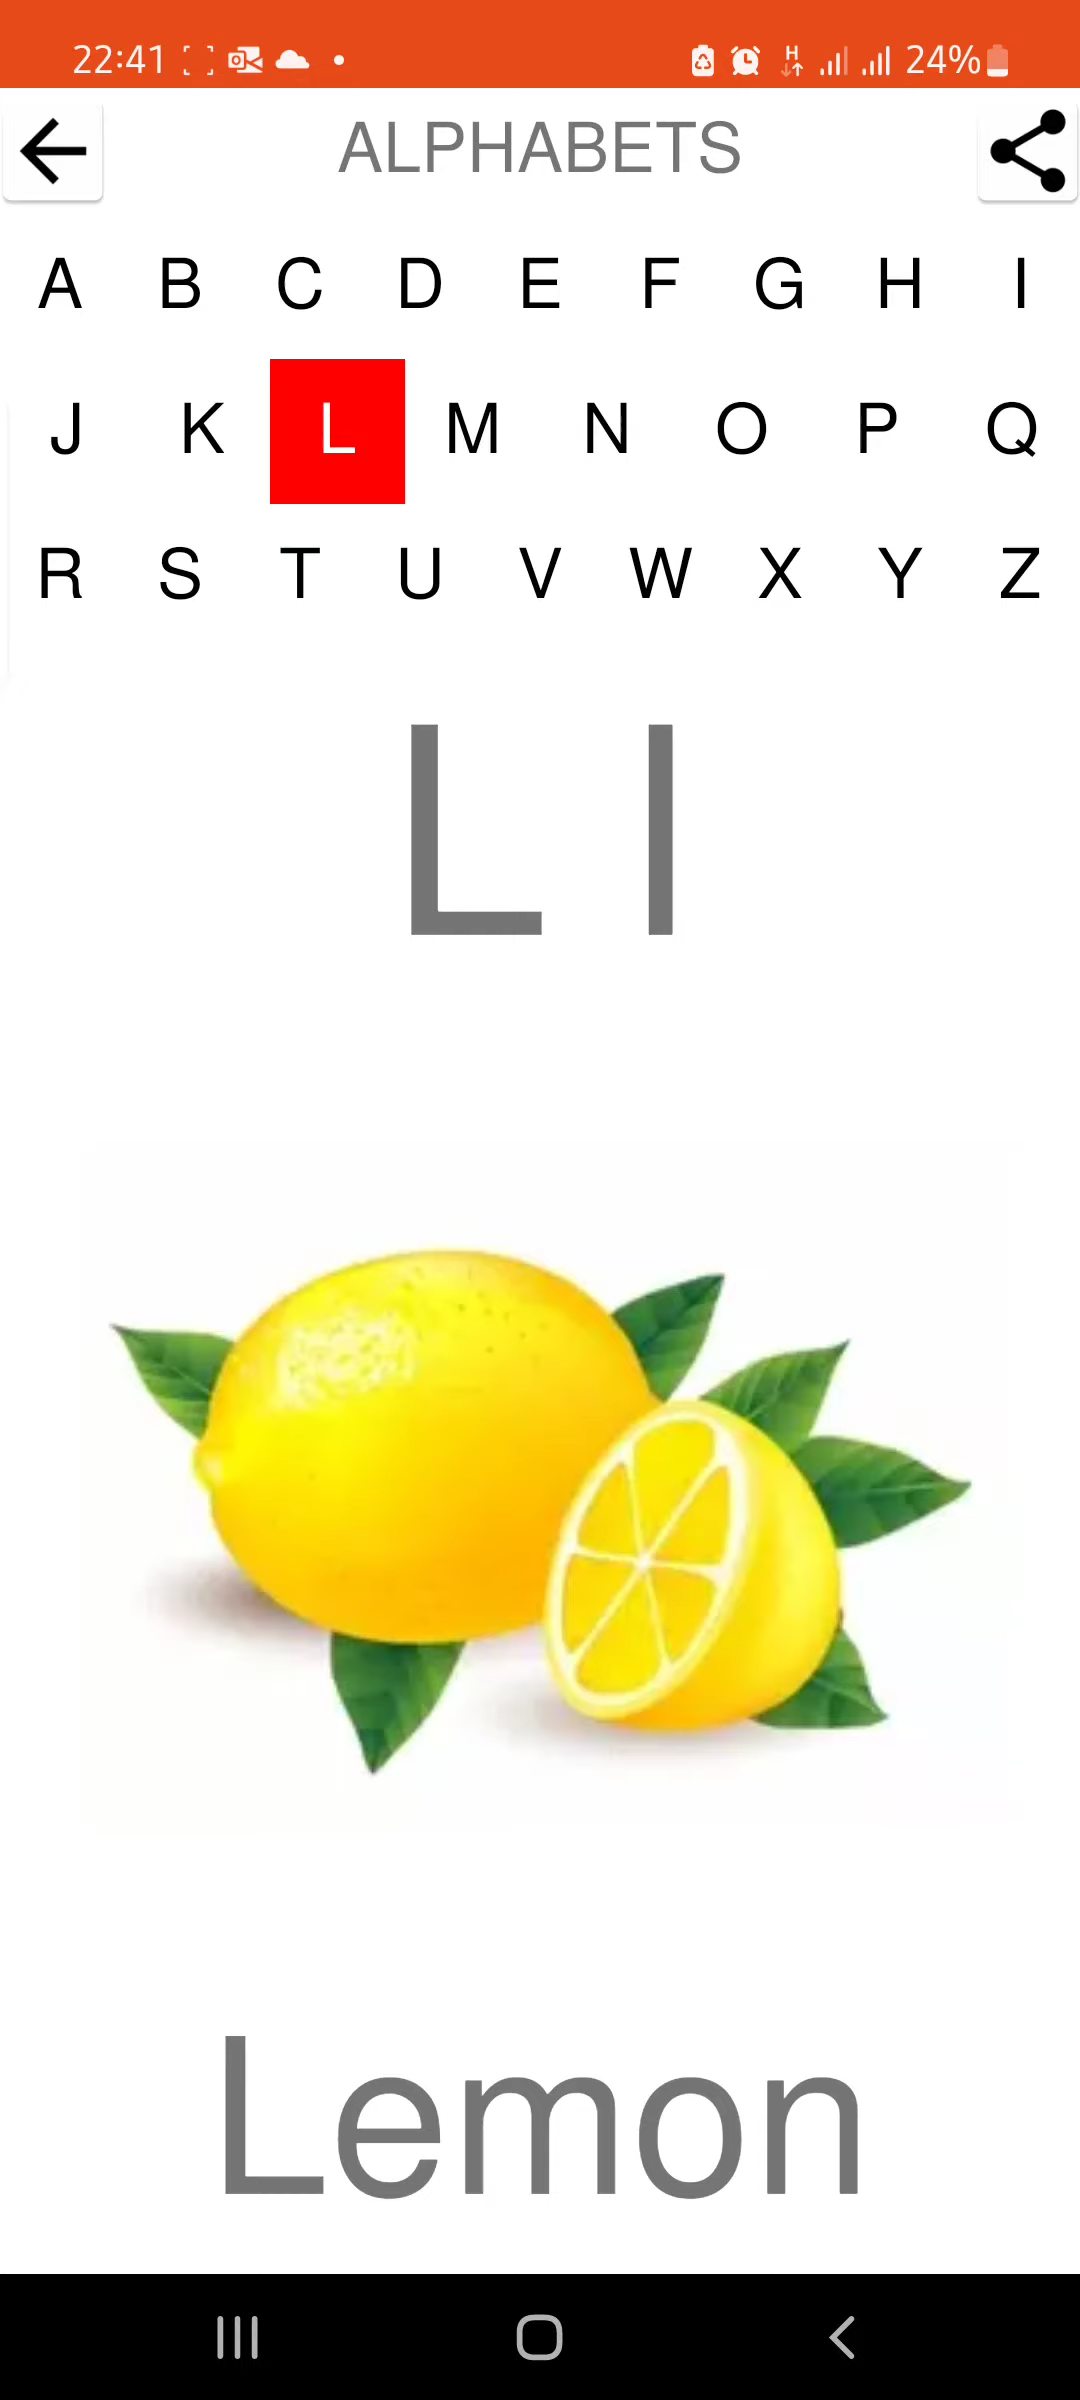 22:41 H 24%
ALPHABETS
A B C D E F G H I
J K L M N O P Q
R S T U V W X Y Z
L l
Lemon